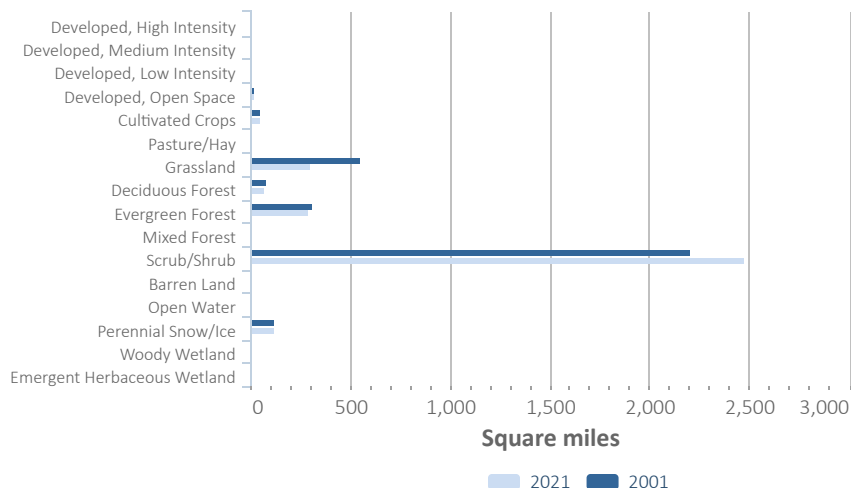 Developed, High Intensity
Developed, Medium Intensity
Developed, Low Intensity
Developed, Open Space
Cultivated Crops
Pasture/Hay
Grassland
Deciduous Forest
Evergreen Forest
Mixed Forest
Scrub/Shrub
Barren Land
Open Water
Perennial Snow/Ice
Woody Wetland
Emergent Herbaceous Wetland
0 500 1,000 1,500 2,000 2,500 3,000
Square miles
2021 2001